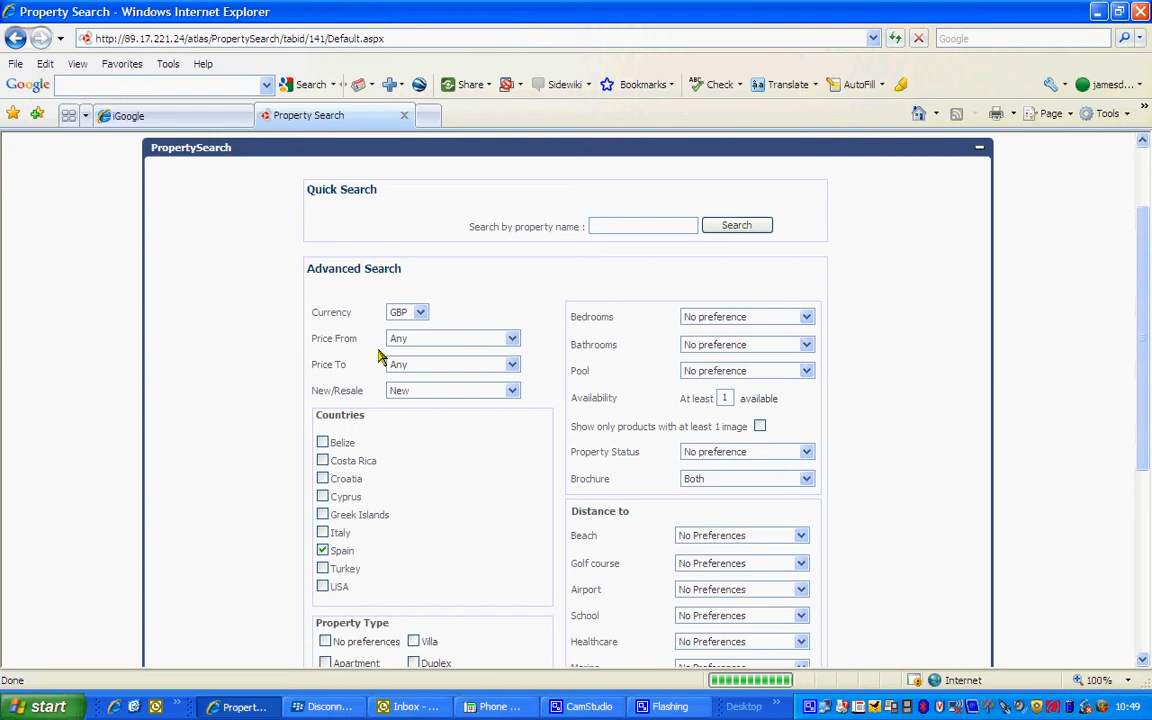 Property Search - Windows Internet Explorer
http://89.17.221.24/atlas/PropertySearch/tabid/141/Default.aspx
Google
File Edit View Favorites Tools Help
Google Search Share Sidewiki Bookmarks Check Translate AutoFill jamesd...
iGoogle Property Search Page Tools
PropertySearch
Quick Search
Search by property name : Search
Advanced Search
Currency GBP
Price From Any
Price To Any
New/Resale New
Countries
Belize
Costa Rica
Croatia
Cyprus
Greek Islands
Italy
Spain
Turkey
USA
Property Type
No preferences Villa
Apartment Duplex
Bedrooms No preference
Bathrooms No preference
Pool No preference
Availability At least 1 available
Show only products with at least 1 image
Property Status No preference
Brochure Both
Distance to
Beach No Preferences
Golf course No Preferences
Airport No Preferences
School No Preferences
Healthcare No Preferences
No Preferences
Done Internet 100%
start Propert... Disconn... Inbox - ... Phone ... CamStudio Flashing Desktop 10:49